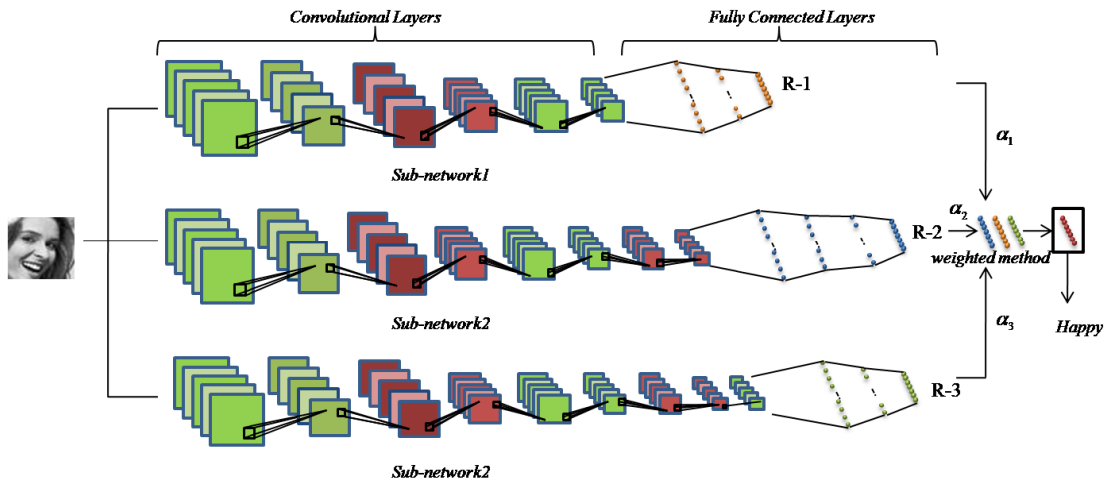 Convolutional Layers
Fully Connected Layers
R-1
α1
Sub-network1
α2
R-2
weighted method
Sub-network2
α3
Happy
R-3
Sub-network2